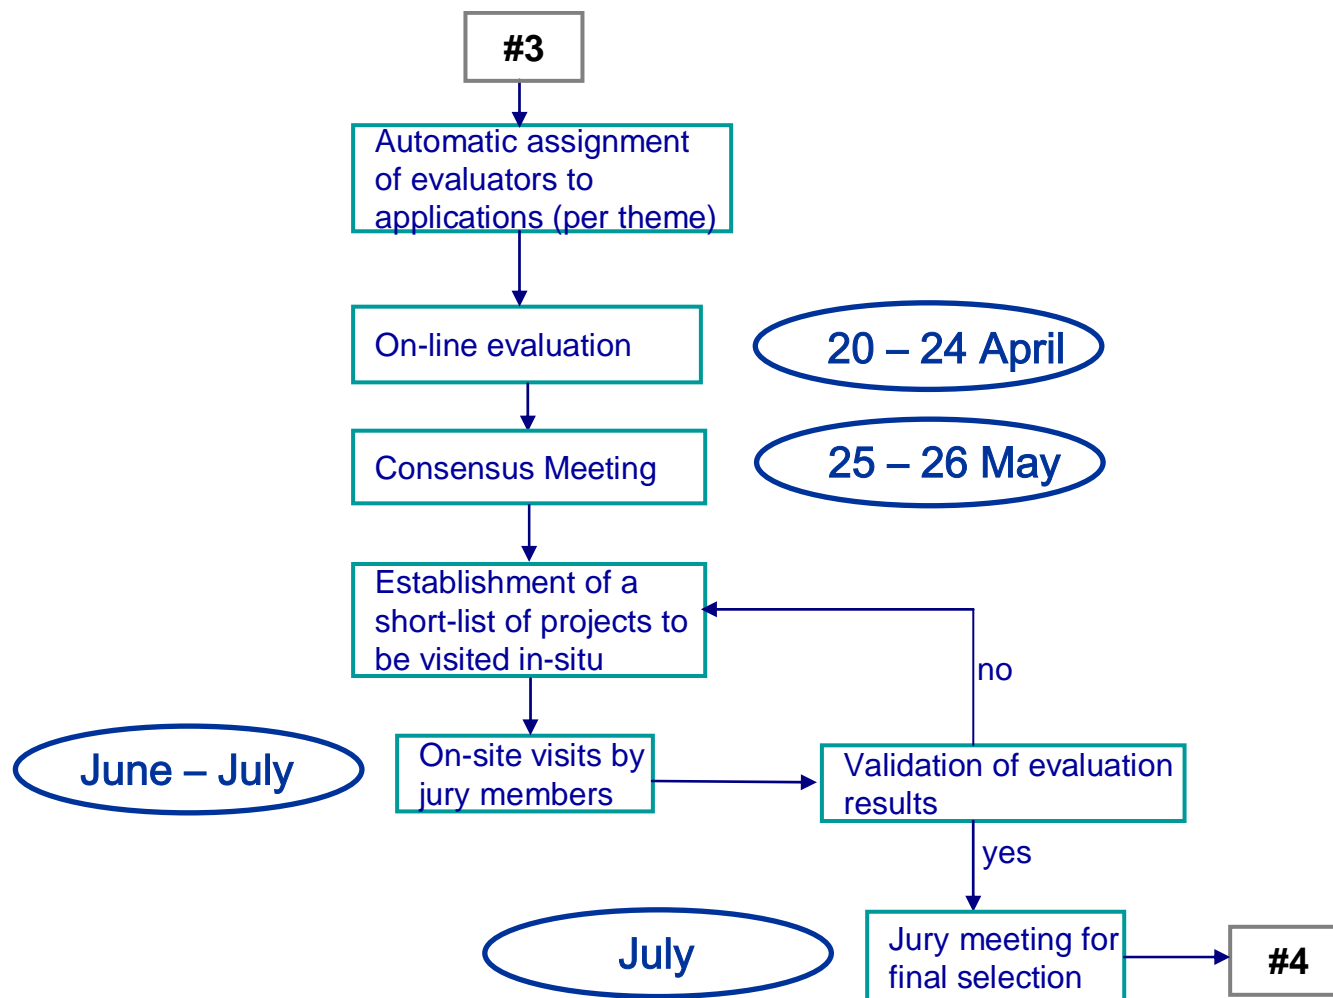 #3
Automatic assignment
of evaluators to
applications (per theme)
On-line evaluation
20 – 24 April
Consensus Meeting
25 – 26 May
Establishment of a
short-list of projects to
be visited in-situ
no
June – July
On-site visits by
jury members
Validation of evaluation
results
yes
July
Jury meeting for
final selection
#4